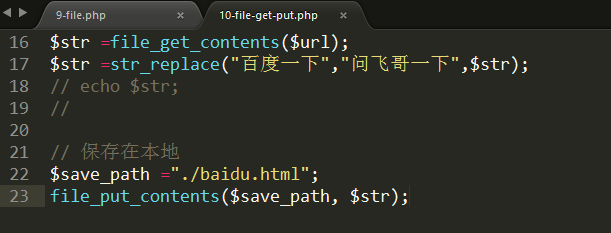 9-file.php × 10-file-get-put.php ×
16 $str =file_get_contents($url);
17 $str =str_replace("百度一下","问飞哥一下",$str);
18 // echo $str;
19 //
20
21 // 保存在本地
22 $save_path ="./baidu.html";
23 file_put_contents($save_path, $str);